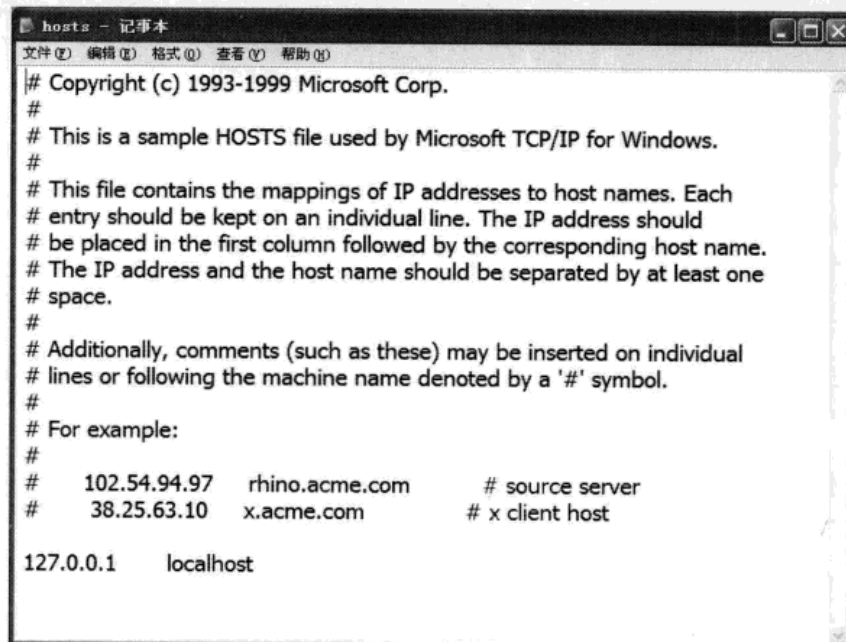 hosts - 记事本
文件(F) 编辑(E) 格式(O) 查看(V) 帮助(H)
# Copyright (c) 1993-1999 Microsoft Corp.
#
# This is a sample HOSTS file used by Microsoft TCP/IP for Windows.
#
# This file contains the mappings of IP addresses to host names. Each
# entry should be kept on an individual line. The IP address should
# be placed in the first column followed by the corresponding host name.
# The IP address and the host name should be separated by at least one
# space.
#
# Additionally, comments (such as these) may be inserted on individual
# lines or following the machine name denoted by a '#' symbol.
#
# For example:
#
#      102.54.94.97     rhino.acme.com          # source server
#       38.25.63.10     x.acme.com              # x client host

127.0.0.1       localhost